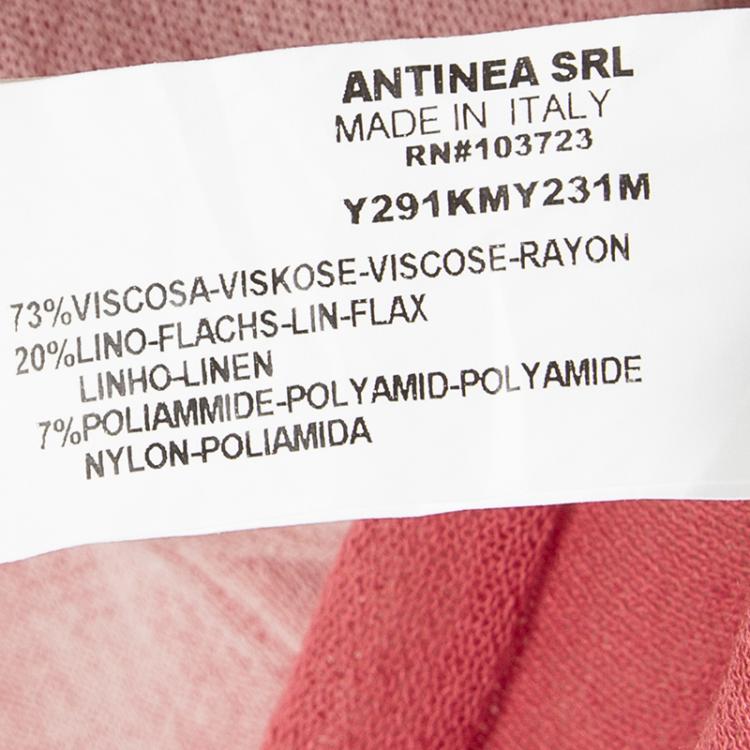 ANTINEA SRL
MADE IN ITALY
RN#103723
Y291KMY231M
73%VISCOSA-VISKOSE-VISCOSE-RAYON
20%LINO-FLACHS-LIN-FLAX
LINHO-LINEN
7%POLIAMMIDE-POLYAMID-POLYAMIDE
NYLON-POLIAMIDA